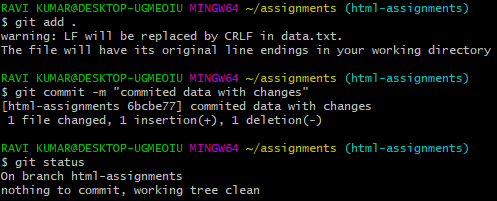 RAVI KUMAR@DESKTOP-UGMEOIU MINGW64 ~/assignments (html-assignments)
$ git add .
warning: LF will be replaced by CRLF in data.txt.
The file will have its original line endings in your working directory
RAVI KUMAR@DESKTOP-UGMEOIU MINGW64 ~/assignments (html-assignments)
$ git commit -m "commited data with changes"
[html-assignments 6bcbe77] commited data with changes
 1 file changed, 1 insertion(+), 1 deletion(-)
RAVI KUMAR@DESKTOP-UGMEOIU MINGW64 ~/assignments (html-assignments)
$ git status
On branch html-assignments
nothing to commit, working tree clean